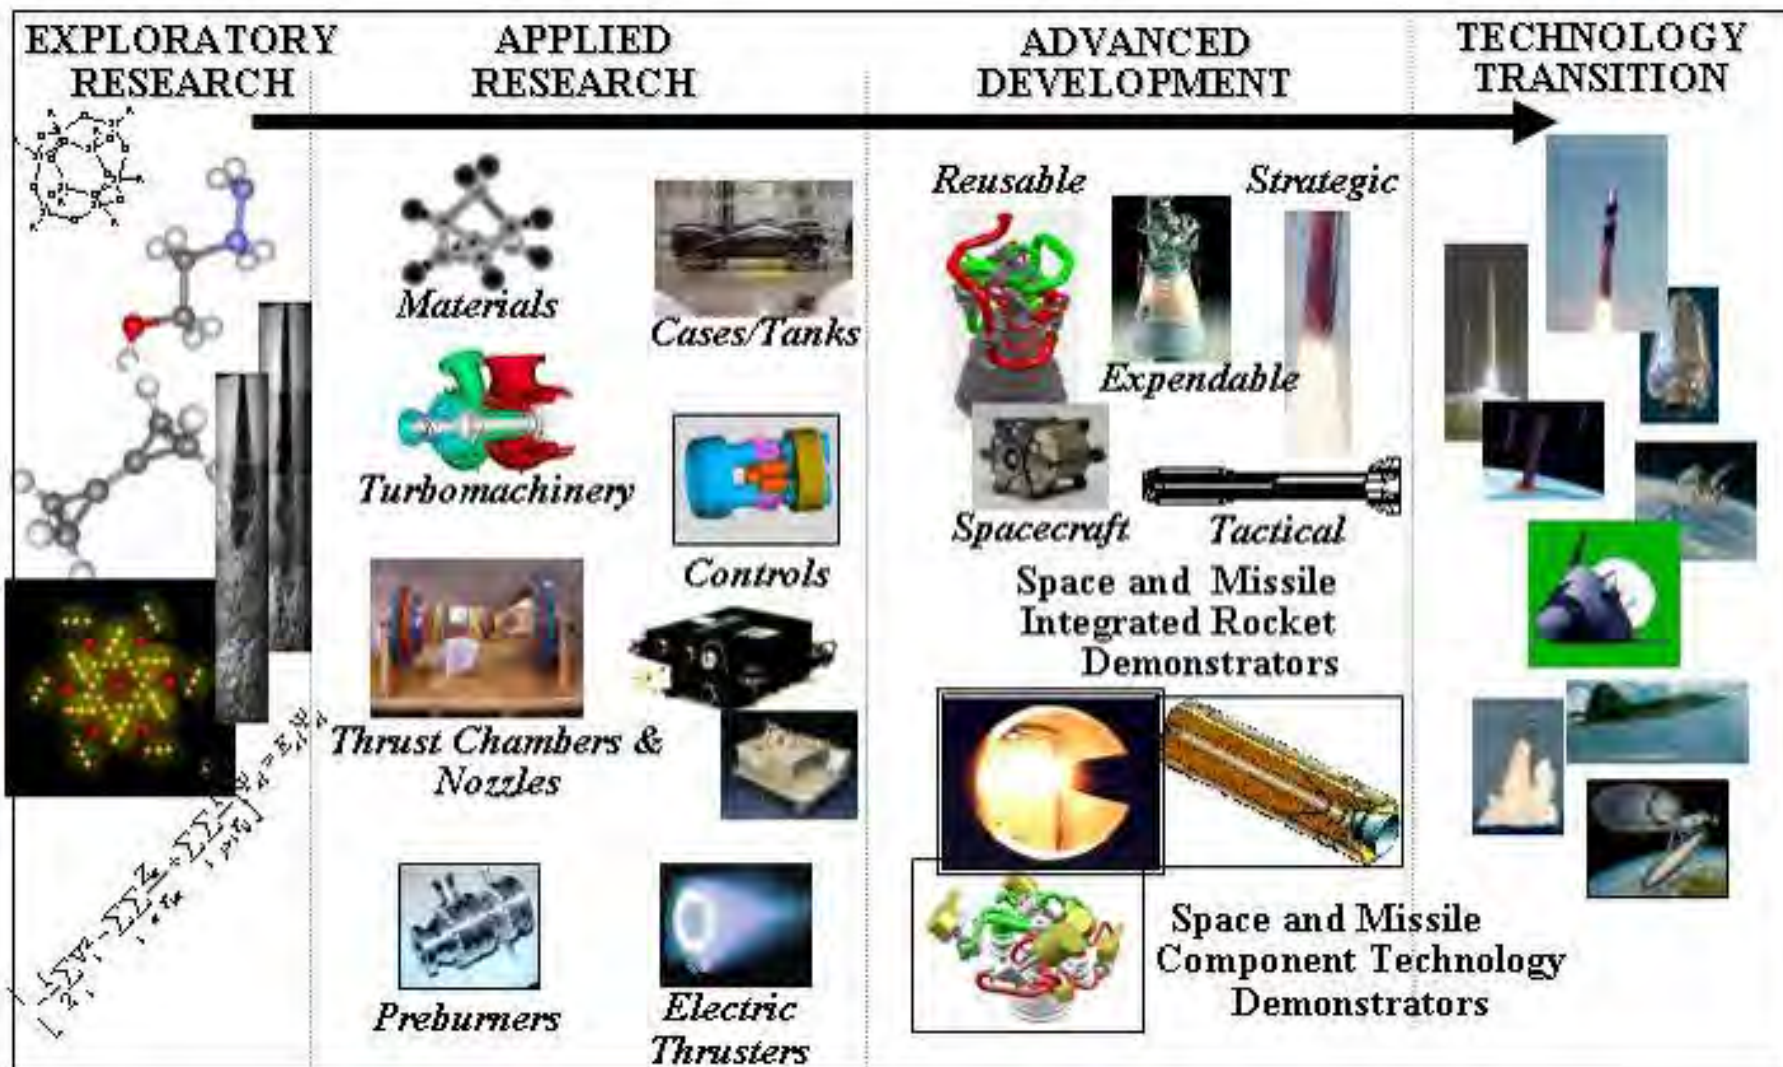 EXPLORATORY
RESEARCH
APPLIED
RESEARCH
ADVANCED
DEVELOPMENT
TECHNOLOGY
TRANSITION
Materials
Cases/Tanks
Turbomachinery
Controls
Thrust Chambers &
Nozzles
Preburners
Electric
Thrusters
Reusable
Strategic
Expendable
Spacecraft
Tactical
Space and Missile
Integrated Rocket
Demonstrators
Space and Missile
Component Technology
Demonstrators